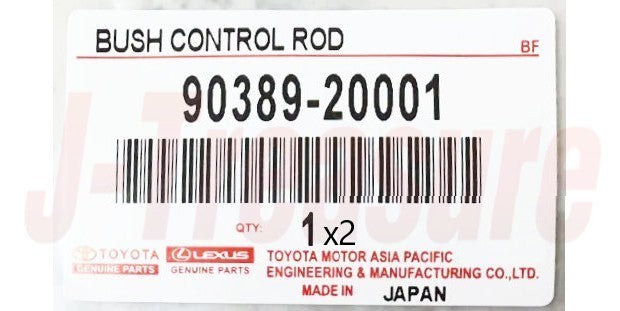 BUSH CONTROL ROD
BF
90389-20001
J-Treasure
QTY: 1 x2
TOYOTA LEXUS TOYOTA MOTOR ASIA PACIFIC
GENUINE PARTS GENUINE PARTS ENGINEERING & MANUFACTURING CO.,LTD.
MADE IN JAPAN